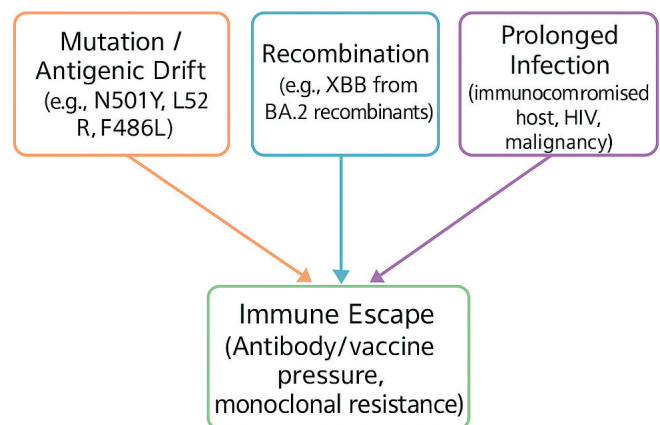 Mutation /
Antigenic Drift
(e.g., N501Y, L52
R, F486L)
Recombination
(e.g., XBB from
BA.2 recombinants)
Prolonged
Infection
(immunocomromised
host, HIV,
malignancy)
Immune Escape
(Antibody/vaccine
pressure,
monoclonal resistance)